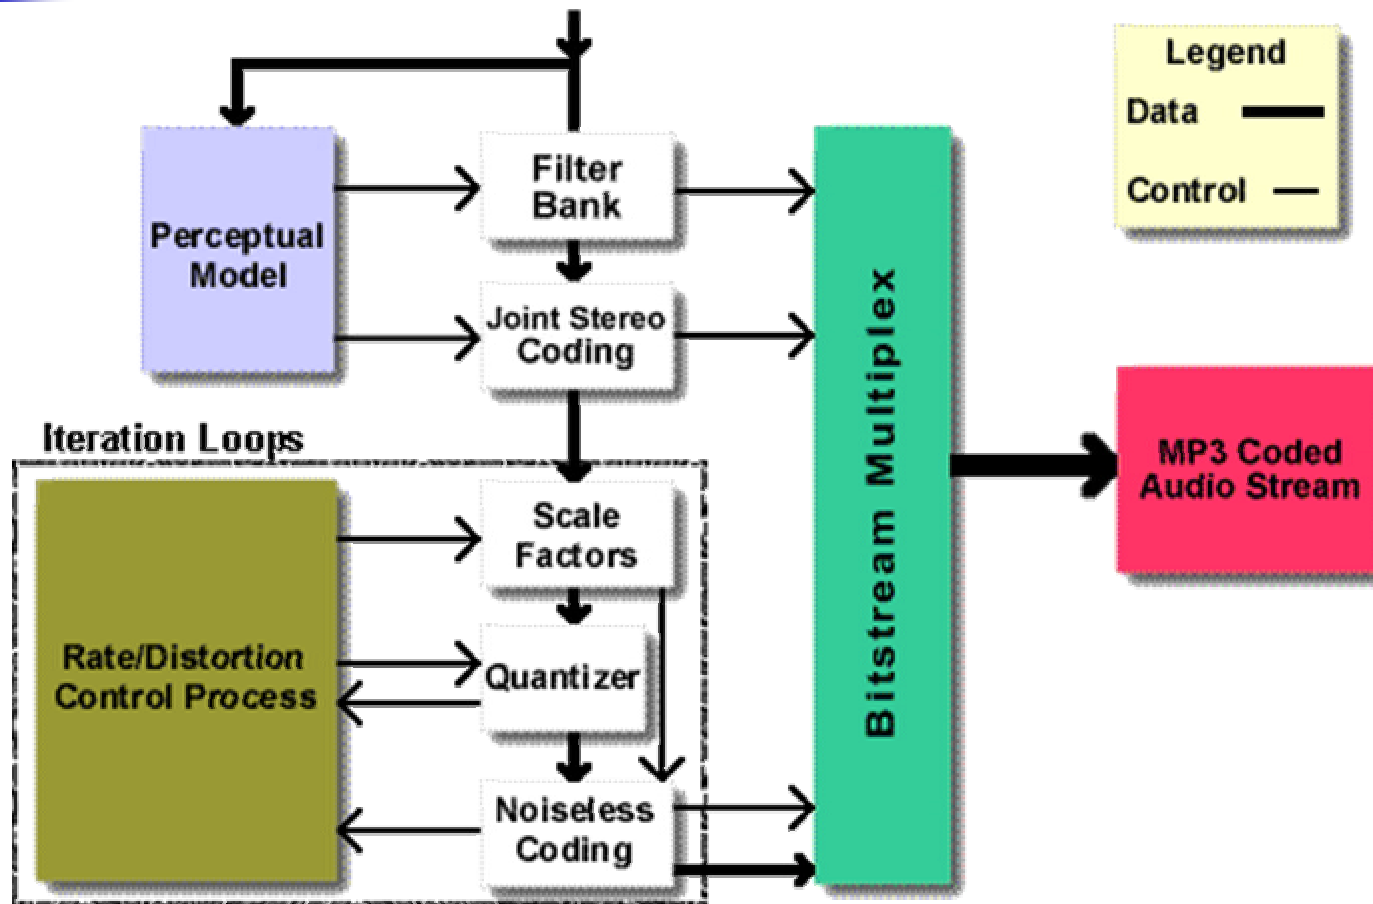 Legend
Data
Control
Filter
Bank
Perceptual
Model
Joint Stereo
Coding
Bitstream Multiplex
MP3 Coded
Audio Stream
Iteration Loops
Scale
Factors
Rate/Distortion
Control Process
Quantizer
Noiseless
Coding